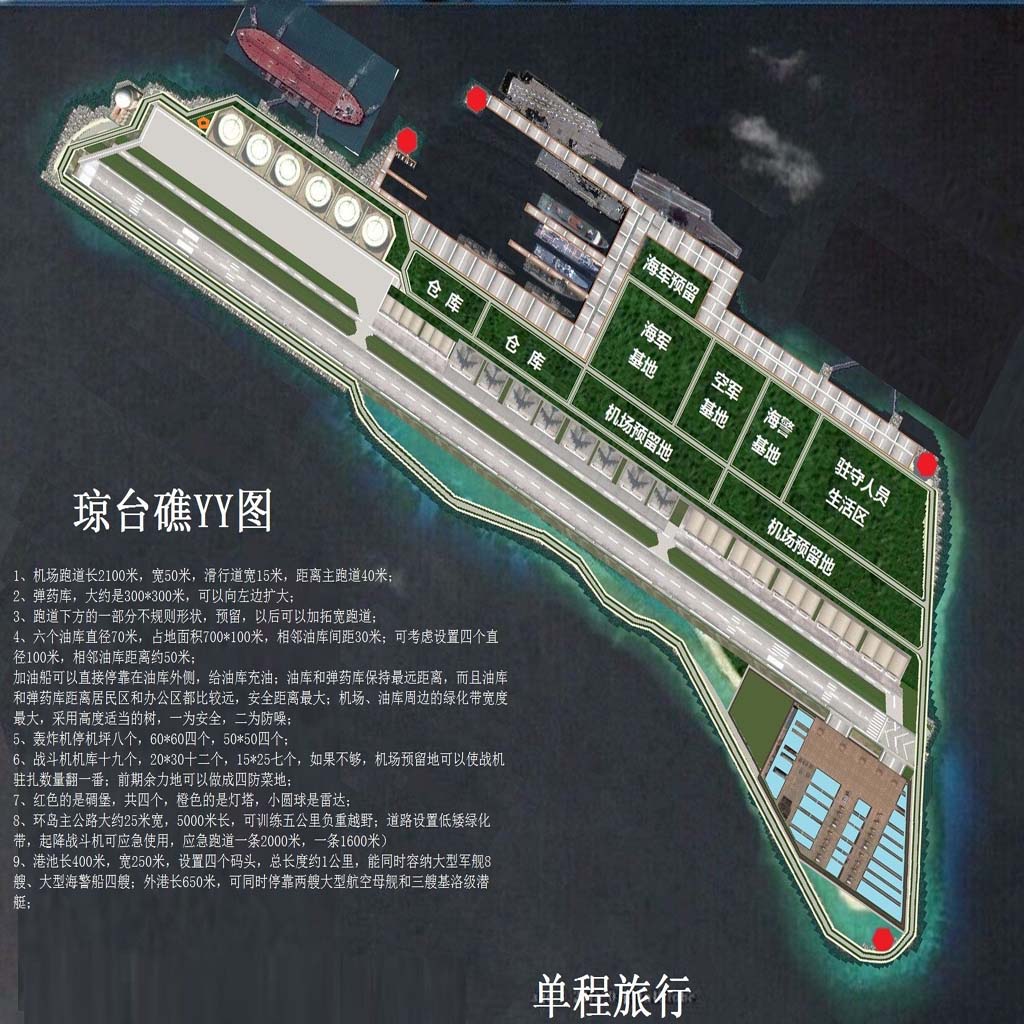 海军预留
仓 库
海军
基地
仓 库
空军
基地
海警
基地
机场预留地
驻守人员
生活区
机场预留地
琼台礁YY图
1、机场跑道长2100米，宽50米，滑行道宽15米，距离主跑道40米；
2、弹药库，大约是300*300米，可以向左边扩大；
3、跑道下方的一部分不规则形状，预留，以后可以加拓宽跑道；
4、六个油库直径70米，占地面积700*100米，相邻油库间距30米；可考虑设置四个直
径100米，相邻油库距离约50米；
加油船可以直接停靠在油库外侧，给油库充油；油库和弹药库保持最远距离，而且油库
和弹药库距离居民区和办公区都比较远，安全距离最大；机场、油库周边的绿化带宽度
最大，采用高度适当的树，一为安全，二为防噪；
5、轰炸机停机坪八个，60*60四个，50*50四个；
6、战斗机机库十九个，20*30十二个，15*25七个，如果不够，机场预留地可以使战机
驻扎数量翻一番；前期余力地可以做成四防菜地；
7、红色的是碉堡，共四个，橙色的是灯塔，小圆球是雷达；
8、环岛主公路大约25米宽，5000米长，可训练五公里负重越野；道路设置低矮绿化
带，起降战斗机可应急使用，应急跑道一条2000米，一条1600米）
9、港池长400米，宽250米，设置四个码头，总长度约1公里，能同时容纳大型军舰8
艘、大型海警船四艘；外港长650米，可同时停靠两艘大型航空母舰和三艘基洛级潜
艇；
单程旅行